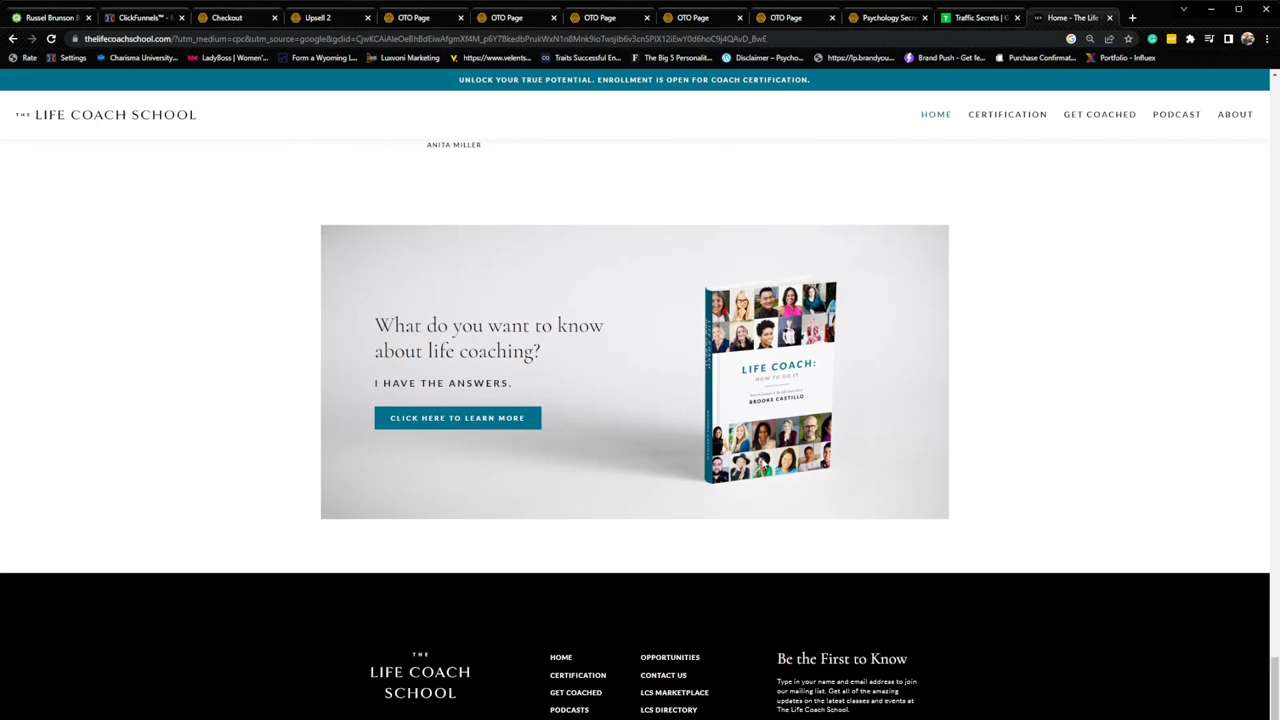 Russel Brunson B
ClickFunnels™ -
Checkout
Upsell 2
OTO Page
OTO Page
OTO Page
OTO Page
OTO Page
Psychology Secre
Traffic Secrets | G
Home - The Life
thelifecoachschool.com/?utm_medium=cpc&utm_source=google&gclid=
Rate
Settings
Charisma University...
LadyBoss | Women'...
Form a Wyoming L...
Luxvoni Marketing
https://www.velents...
Traits Successful En...
The Big 5 Personalit...
Disclaimer – Psycho...
https://lp.brandyou...
Brand Push - Get fe...
Purchase Confirmat...
Portfolio - Influex
UNLOCK YOUR TRUE POTENTIAL. ENROLLMENT IS OPEN FOR COACH CERTIFICATION.
THE LIFE COACH SCHOOL
HOME
CERTIFICATION
GET COACHED
PODCAST
ABOUT
ANITA MILLER
What do you want to know
about life coaching?
I HAVE THE ANSWERS.
CLICK HERE TO LEARN MORE
LIFE COACH:
HOW TO DO IT
BROOKE CASTILLO
THE
LIFE COACH
SCHOOL
HOME
CERTIFICATION
GET COACHED
PODCASTS
OPPORTUNITIES
CONTACT US
LCS MARKETPLACE
LCS DIRECTORY
Be the First to Know
Type in your name and email address to join
our mailing list. Get all of the amazing
updates on the latest classes and events at
The Life Coach School.